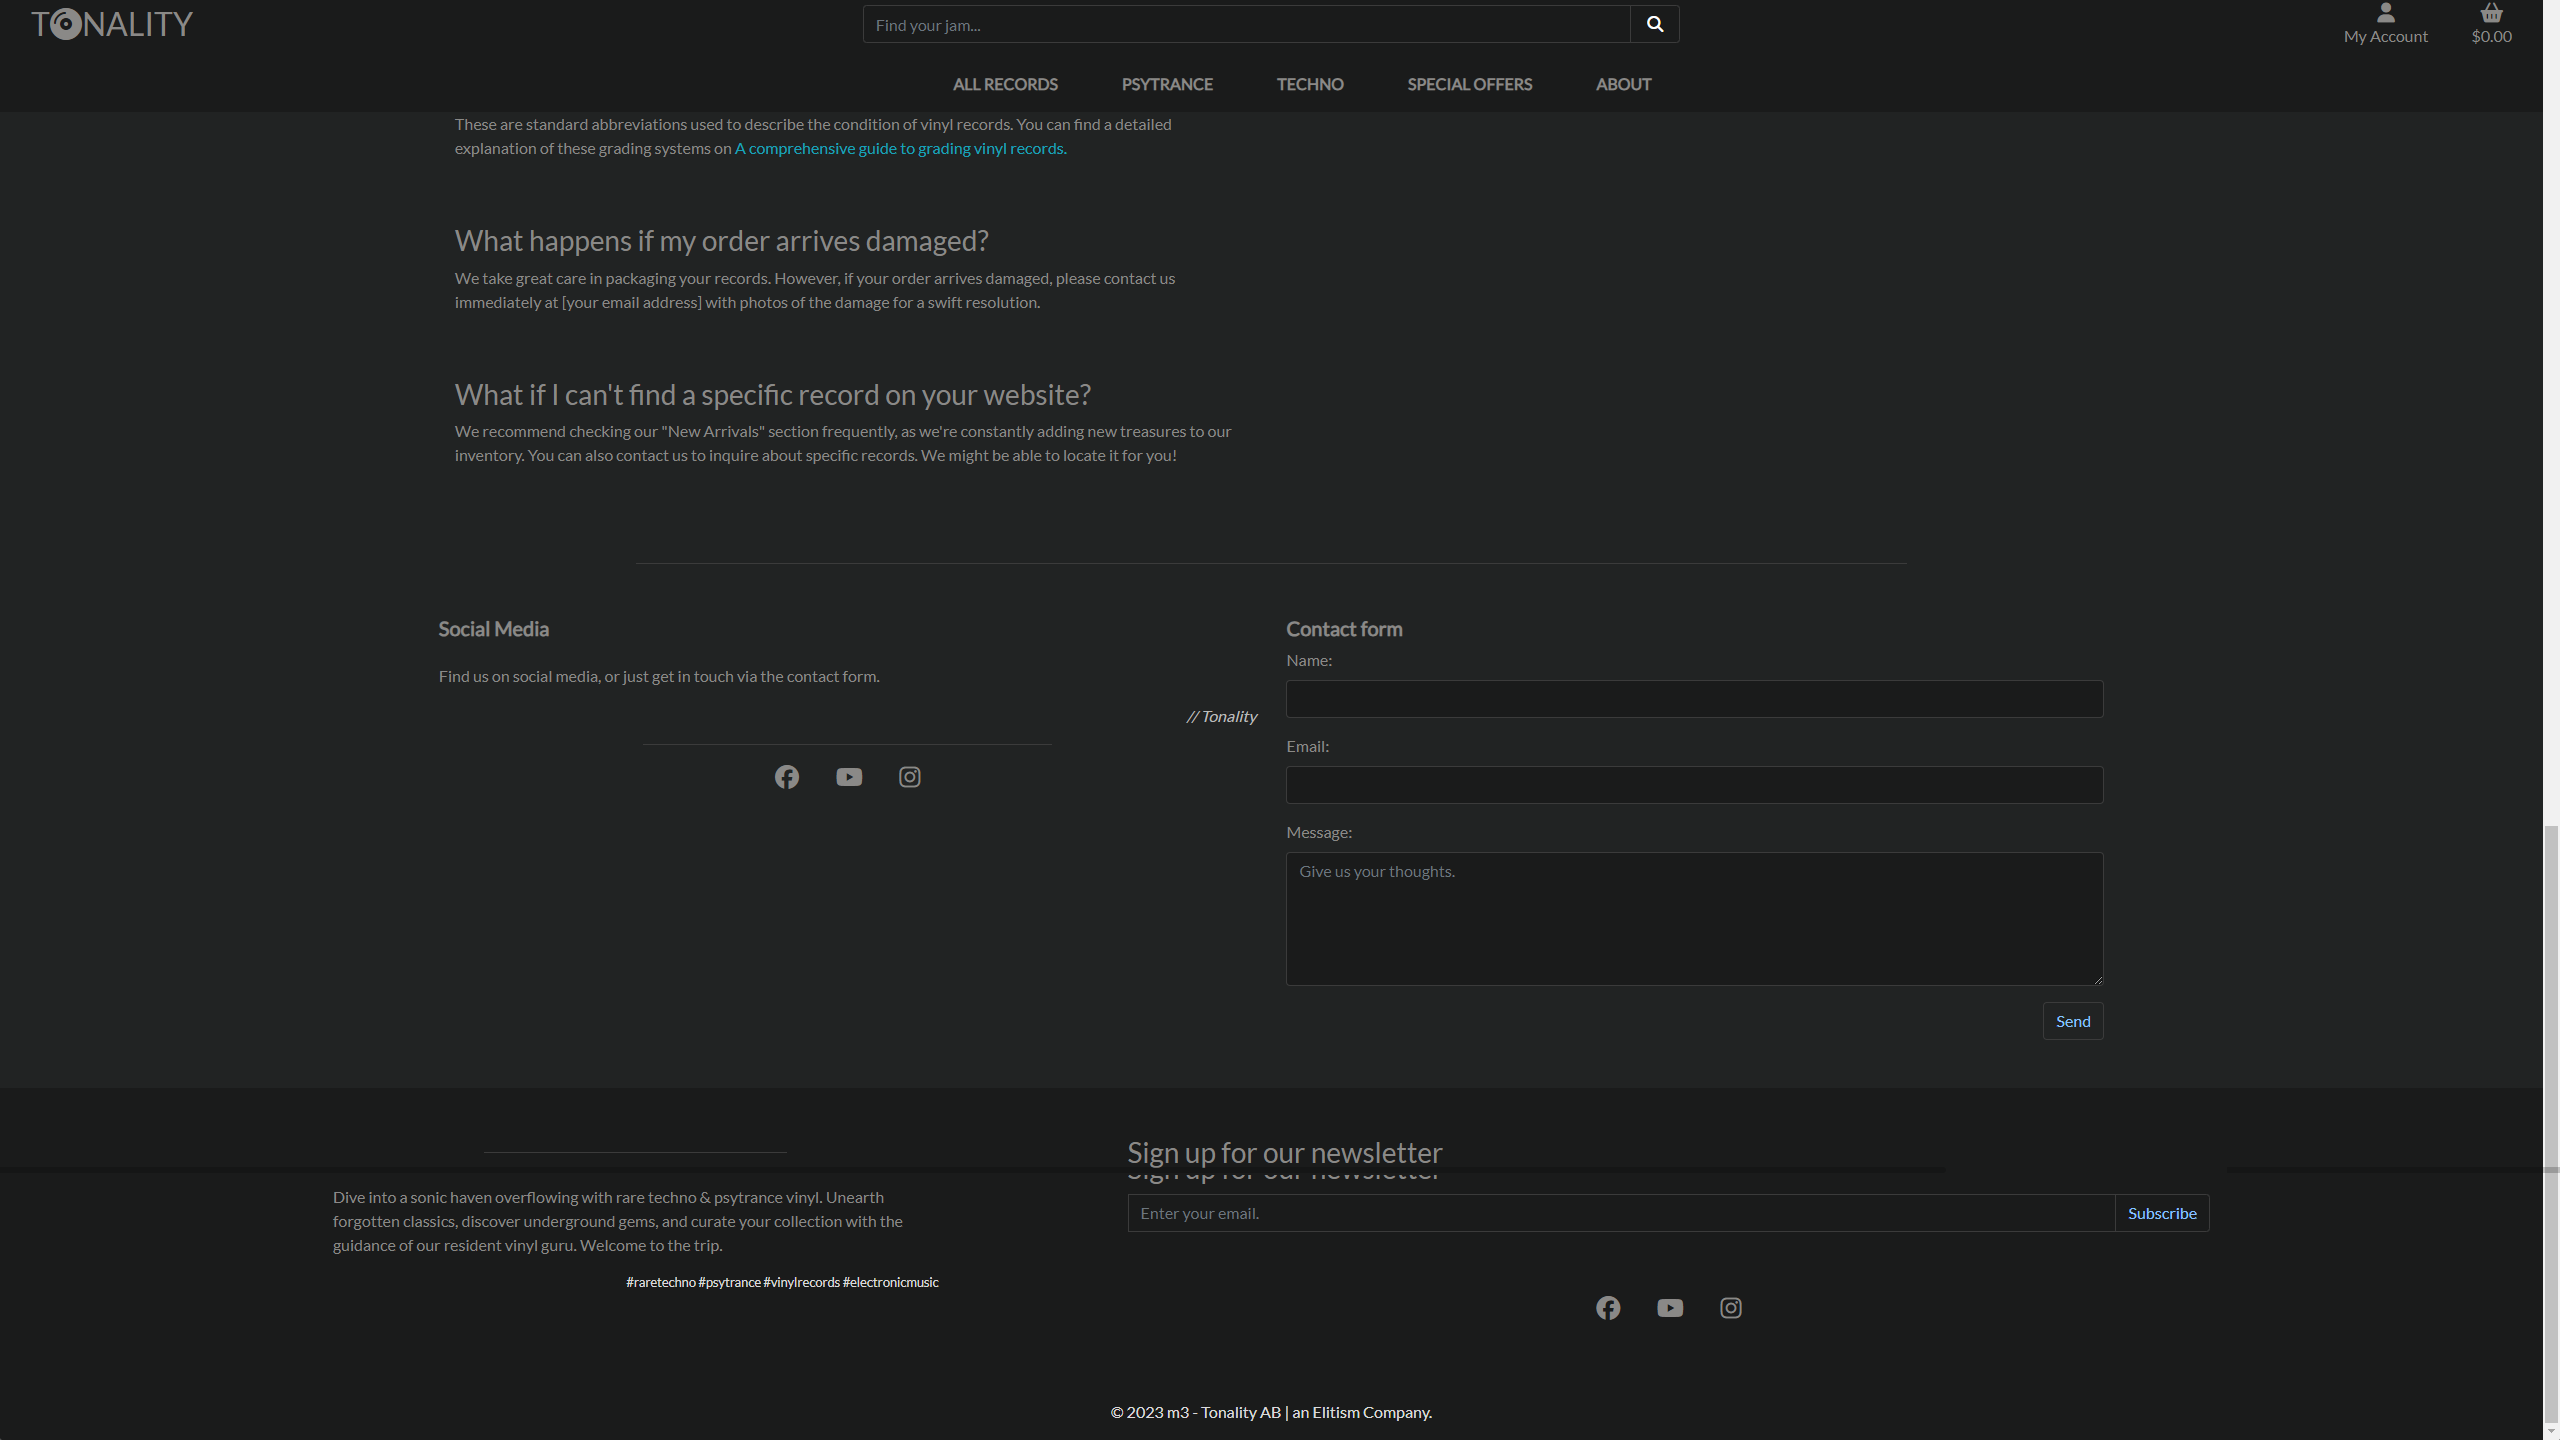 TONALITY
Find your jam...
My Account
$0.00
ALL RECORDS
PSYTRANCE
TECHNO
SPECIAL OFFERS
ABOUT
These are standard abbreviations used to describe the condition of vinyl records. You can find a detailed
explanation of these grading systems on A comprehensive guide to grading vinyl records.
What happens if my order arrives damaged?
We take great care in packaging your records. However, if your order arrives damaged, please contact us
immediately at [your email address] with photos of the damage for a swift resolution.
What if I can't find a specific record on your website?
We recommend checking our "New Arrivals" section frequently, as we're constantly adding new treasures to our
inventory. You can also contact us to inquire about specific records. We might be able to locate it for you!
Social Media
Find us on social media, or just get in touch via the contact form.
// Tonality
Contact form
Name:
Email:
Message:
Give us your thoughts.
Send
Dive into a sonic haven overflowing with rare techno & psytrance vinyl. Unearth
forgotten classics, discover underground gems, and curate your collection with the
guidance of our resident vinyl guru. Welcome to the trip.
#raretechno #psytrance #vinylrecords #electronicmusic
Sign up for our newsletter
Sign up for our newsletter
Enter your email.
Subscribe
© 2023 m3 - Tonality AB | an Elitism Company.